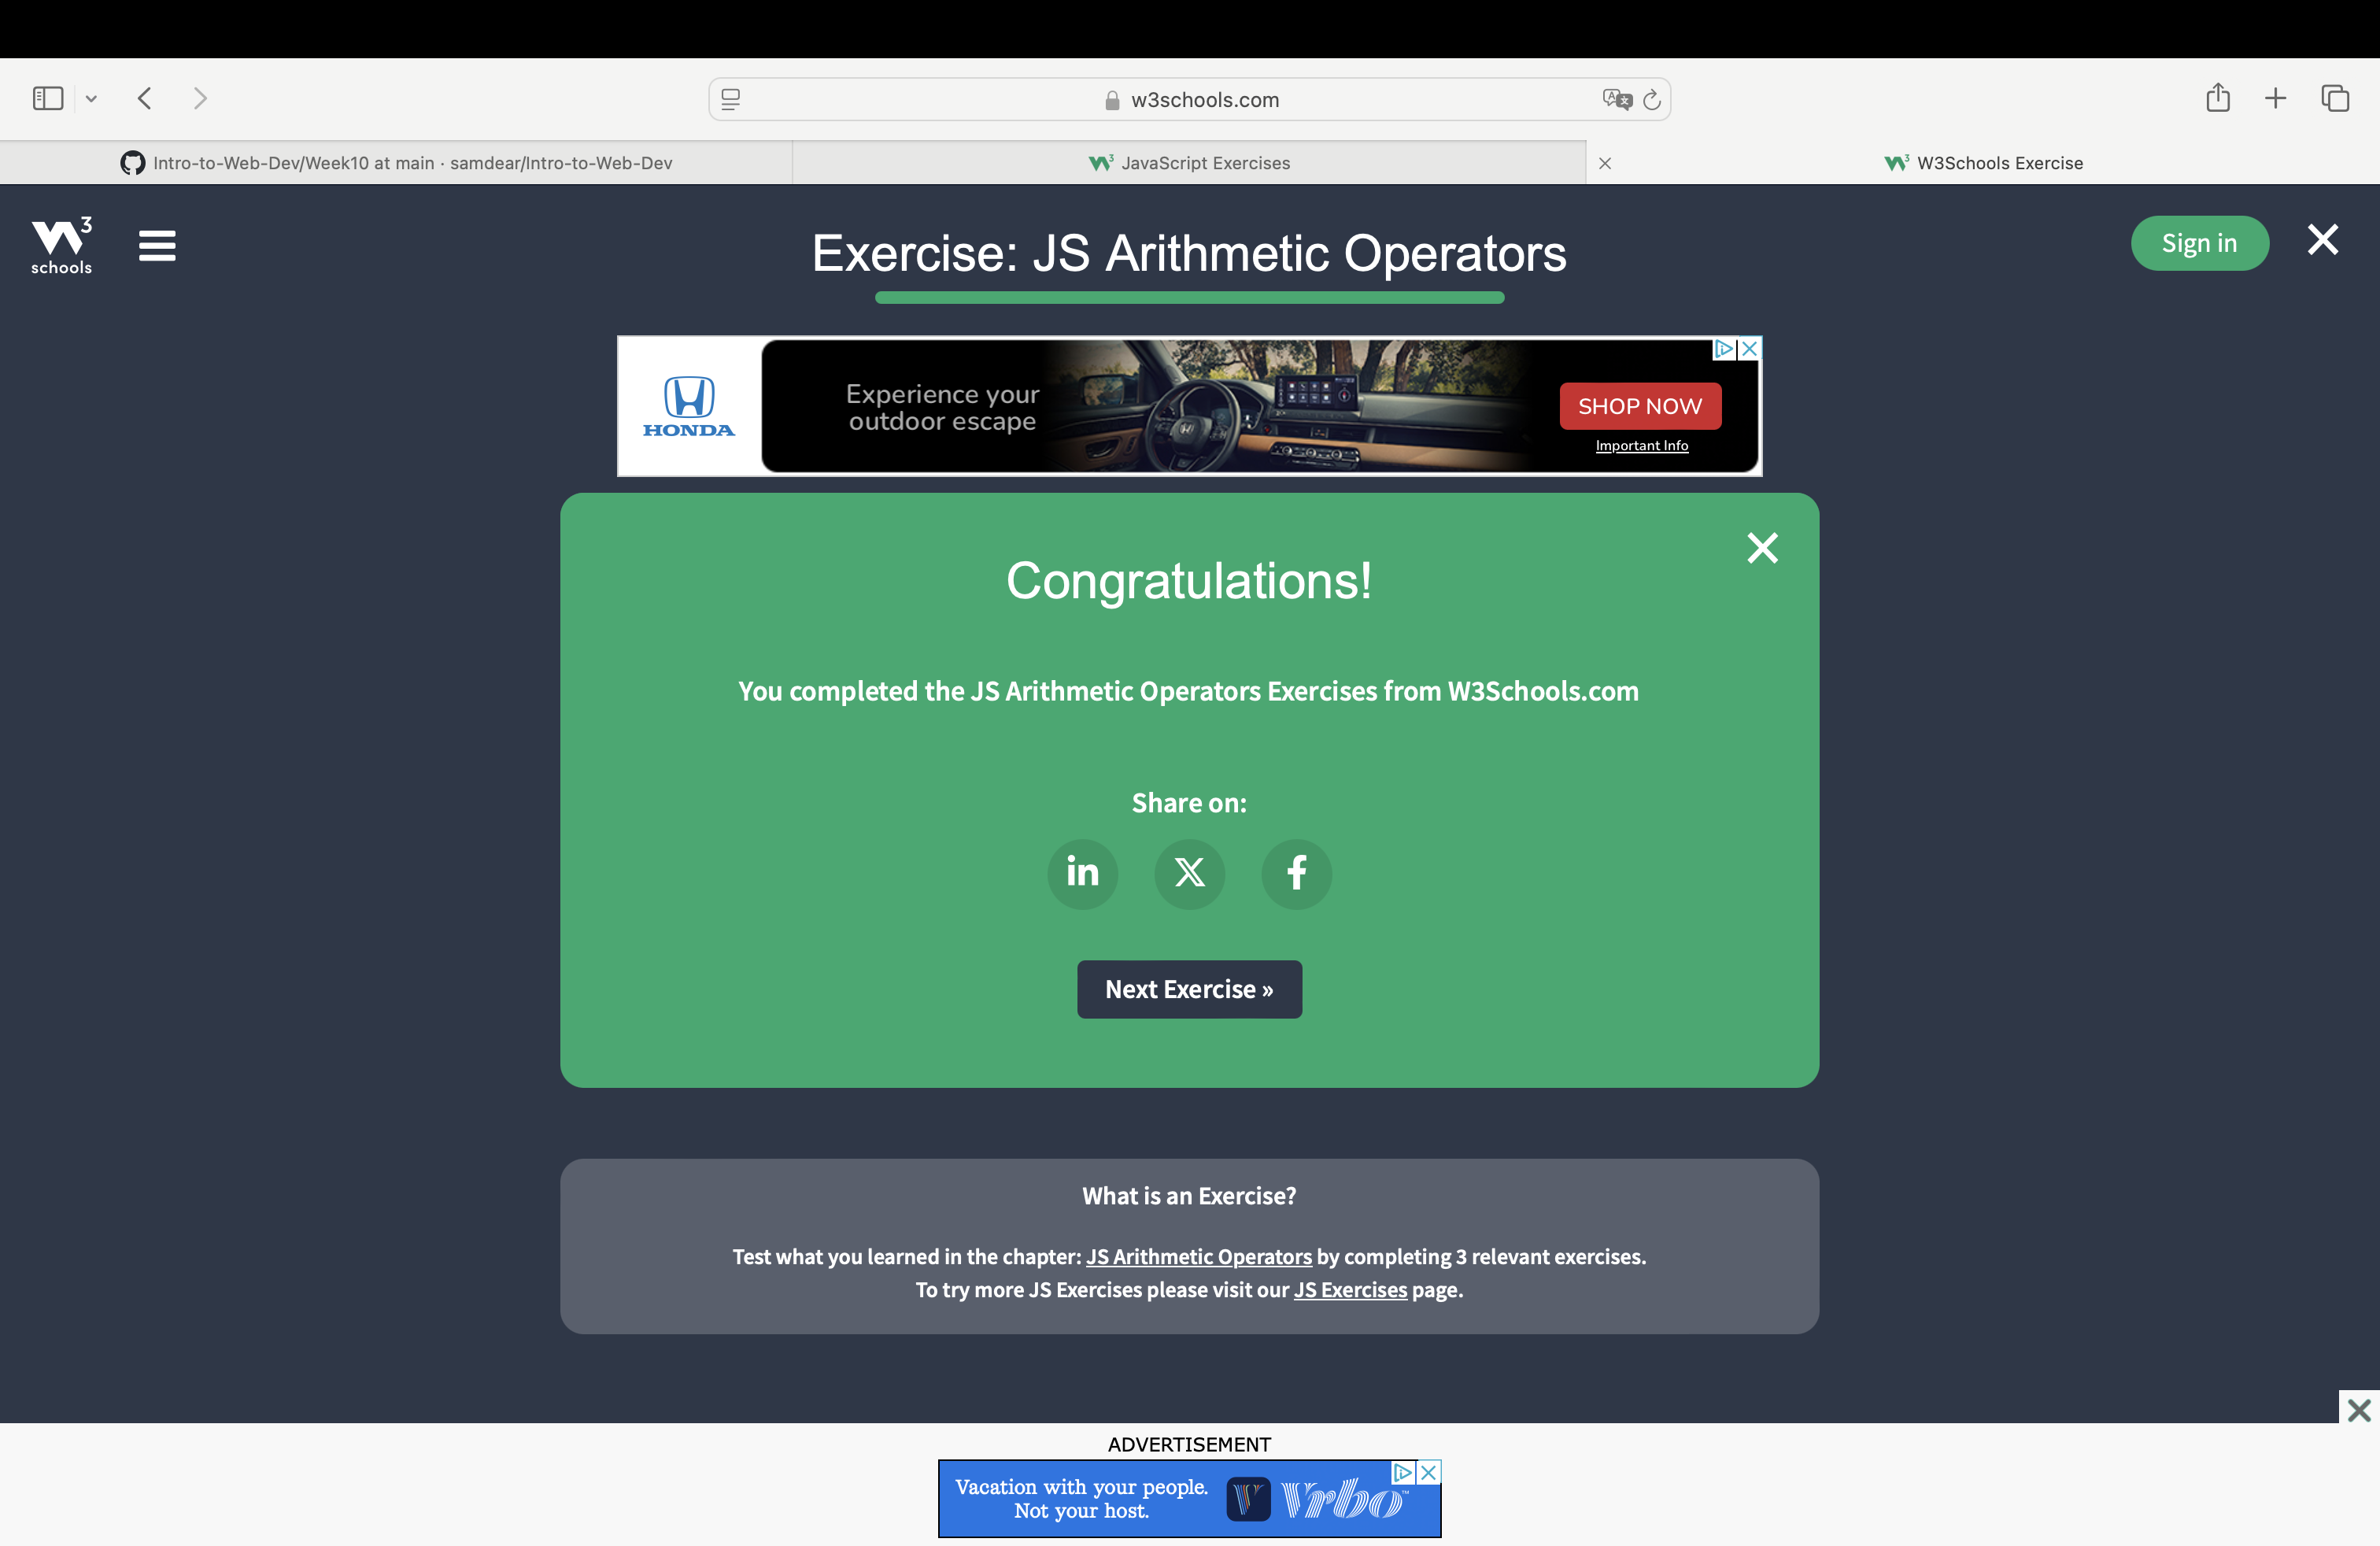 w3schools.com
Intro-to-Web-Dev/Week10 at main · samdear/Intro-to-Web-Dev
JavaScript Exercises
W3Schools Exercise
W3 schools
Exercise: JS Arithmetic Operators
Sign in
HONDA
Experience your
outdoor escape
SHOP NOW
Important Info
Congratulations!
You completed the JS Arithmetic Operators Exercises from W3Schools.com
Share on:
in
X
f
Next Exercise »
What is an Exercise?
Test what you learned in the chapter: JS Arithmetic Operators by completing 3 relevant exercises.
To try more JS Exercises please visit our JS Exercises page.
ADVERTISEMENT
Vacation with your people.
Not your host.
Vrbo™